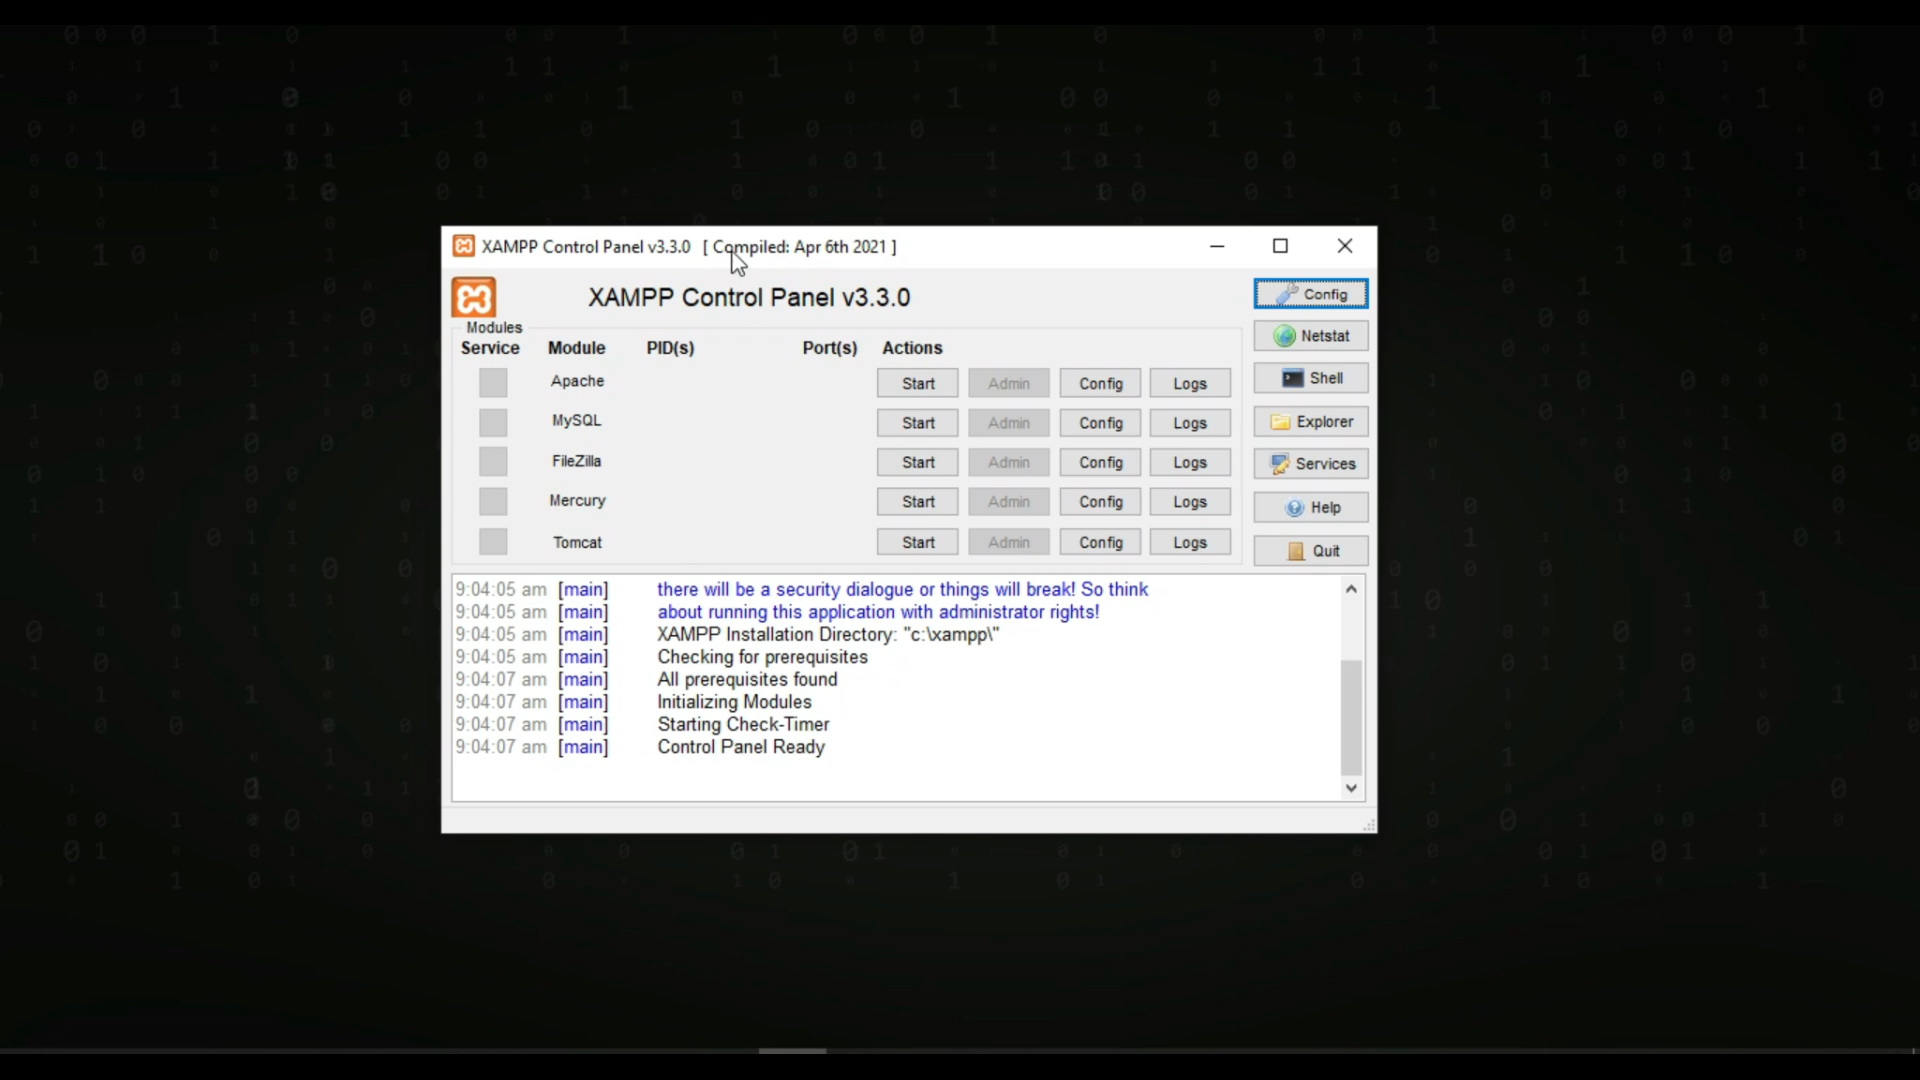 XAMPP Control Panel v3.3.0 [ Compiled: Apr 6th 2021 ]
XAMPP Control Panel v3.3.0
Config
Modules
Service Module PID(s) Port(s) Actions
Netstat
Apache Start Admin Config Logs
Shell
MySQL Start Admin Config Logs
Explorer
FileZilla Start Admin Config Logs
Services
Mercury Start Admin Config Logs
Help
Tomcat Start Admin Config Logs
Quit
9:04:05 am [main] there will be a security dialogue or things will break! So think
9:04:05 am [main] about running this application with administrator rights!
9:04:05 am [main] XAMPP Installation Directory: "c:\xampp\"
9:04:05 am [main] Checking for prerequisites
9:04:07 am [main] All prerequisites found
9:04:07 am [main] Initializing Modules
9:04:07 am [main] Starting Check-Timer
9:04:07 am [main] Control Panel Ready